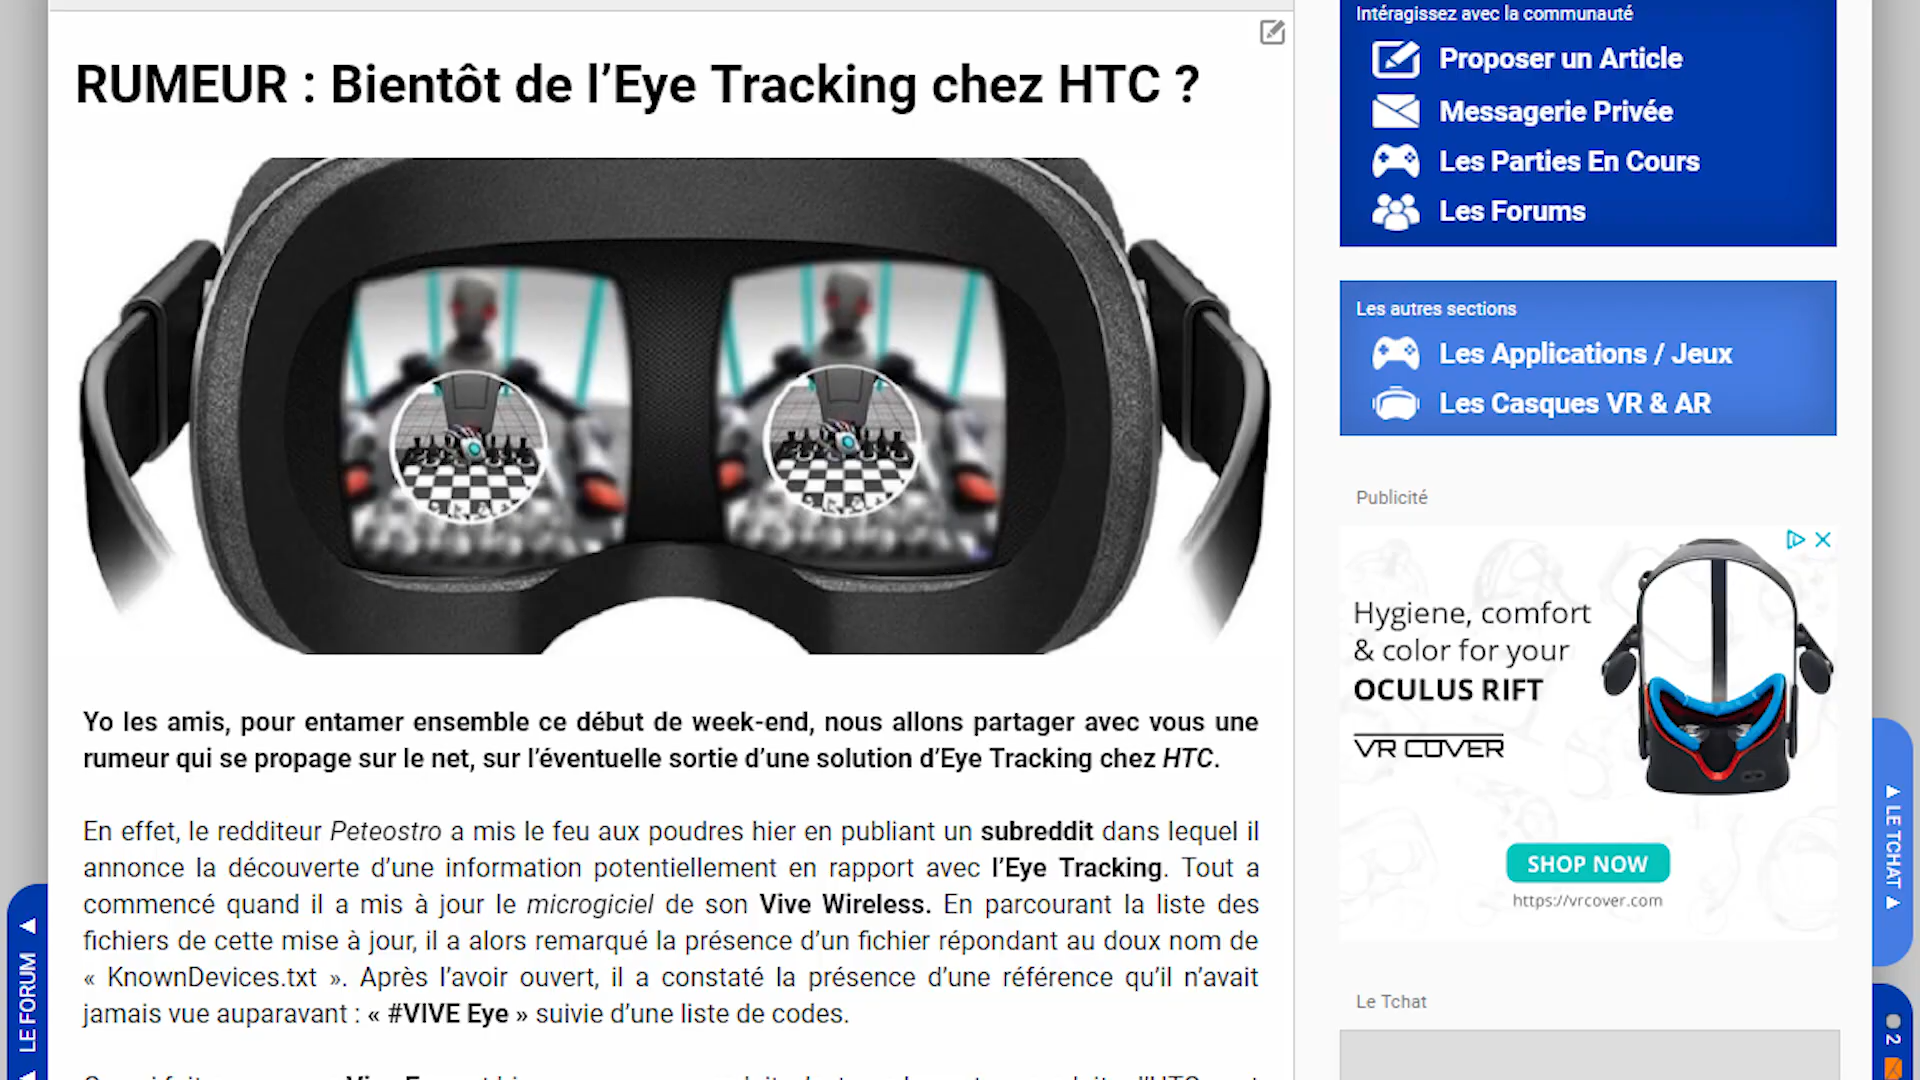 RUMEUR : Bientôt de l’Eye Tracking chez HTC ?
Yo les amis, pour entamer ensemble ce début de week-end, nous allons partager avec vous une
rumeur qui se propage sur le net, sur l’éventuelle sortie d’une solution d’Eye Tracking chez HTC.
En effet, le redditeur Peteostro a mis le feu aux poudres hier en publiant un subreddit dans lequel il
annonce la découverte d’une information potentiellement en rapport avec l’Eye Tracking. Tout a
commencé quand il a mis à jour le microgiciel de son Vive Wireless. En parcourant la liste des
fichiers de cette mise à jour, il a alors remarqué la présence d’un fichier répondant au doux nom de
« KnownDevices.txt ». Après l’avoir ouvert, il a constaté la présence d’une référence qu’il n’avait
jamais vue auparavant : « #VIVE Eye » suivie d’une liste de codes.
Intéragissez avec la communauté
Proposer un Article
Messagerie Privée
Les Parties En Cours
Les Forums
Les autres sections
Les Applications / Jeux
Les Casques VR & AR
Publicité
Hygiene, comfort
& color for your
OCULUS RIFT
VR COVER
SHOP NOW
https://vrcover.com
Le Tchat
LE FORUM
LE TCHAT
2